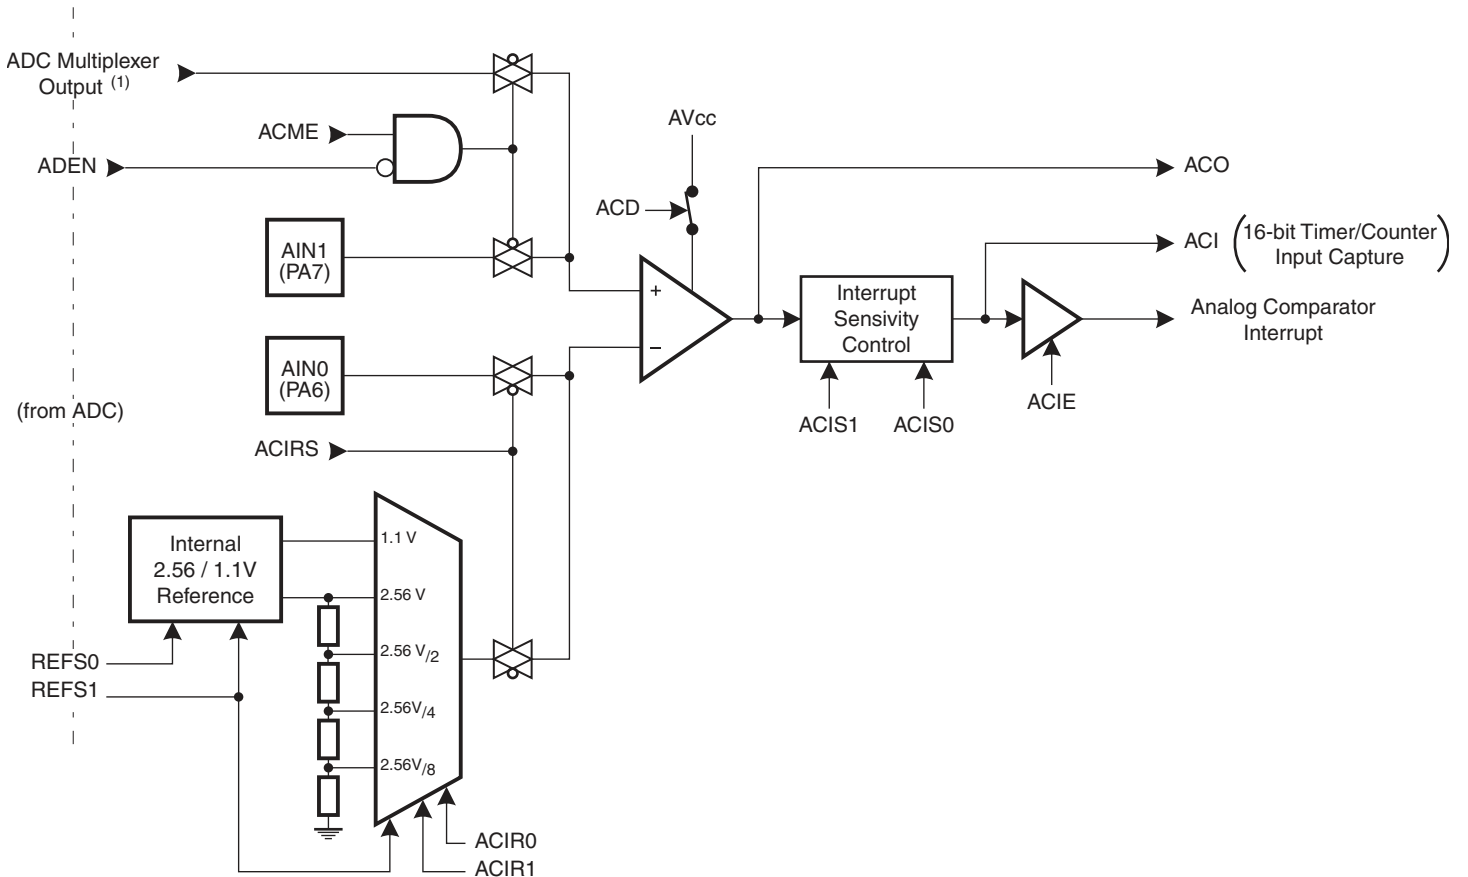 ADC Multiplexer
Output (1)
ACME
ADEN
AVcc
ACD
ACO
AIN1
(PA7)
ACI
16-bit Timer/Counter
Input Capture
+
−
Interrupt
Sensivity
Control
Analog Comparator
Interrupt
AIN0
(PA6)
(from ADC)
ACIS1
ACIS0
ACIE
ACIRS
Internal
2.56 / 1.1V
Reference
1.1 V
2.56 V
2.56 V/2
2.56V/4
2.56V/8
REFS0
REFS1
ACIR0
ACIR1